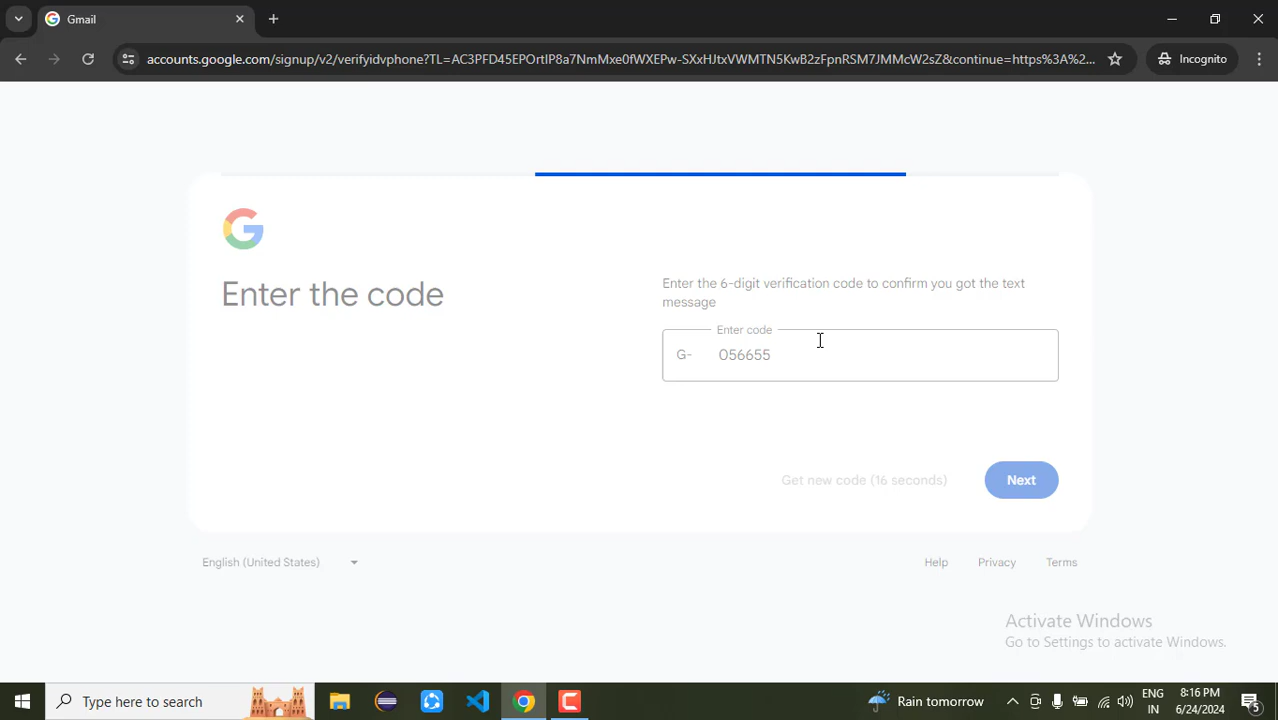 Gmail
accounts.google.com/signup/v2/verifyidvphone?TL=AC3PFD45EPOrtIP8a7NmMxe0fWXEPw-SXxHJtxVWMTN5KwB2zFpnRSM7JMMcW2sZ&continue=https%3A%2...
Incognito
Enter the code
Enter the 6-digit verification code to confirm you got the text
message
Enter code
G- 056655
Get new code (16 seconds)
Next
English (United States)
Help Privacy Terms
Activate Windows
Go to Settings to activate Windows.
Type here to search
Rain tomorrow
ENG
IN
8:16 PM
6/24/2024
5